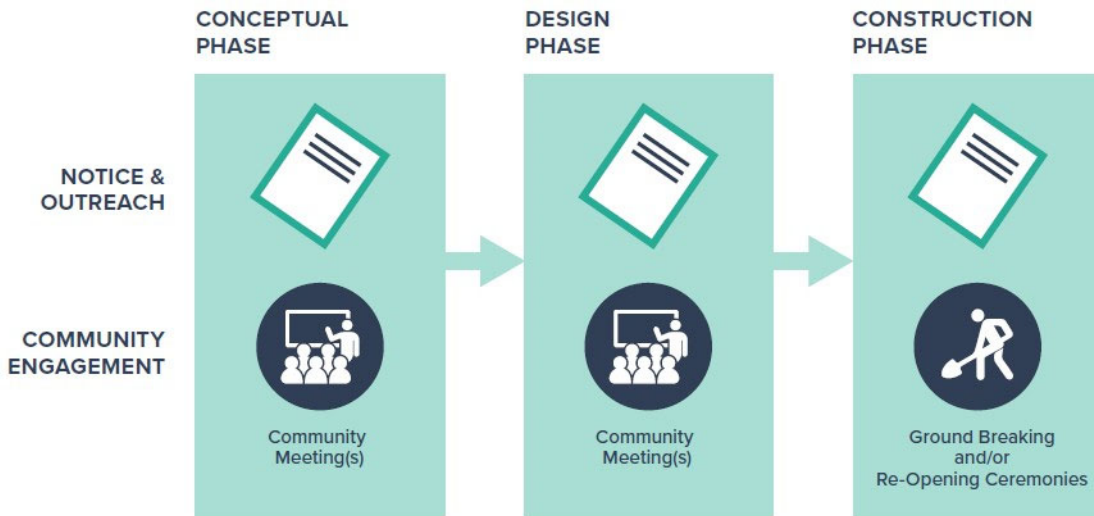 CONCEPTUAL
PHASE
DESIGN
PHASE
CONSTRUCTION
PHASE
NOTICE &
OUTREACH
COMMUNITY
ENGAGEMENT
Community
Meeting(s)
Community
Meeting(s)
Ground Breaking
and/or
Re-Opening Ceremonies